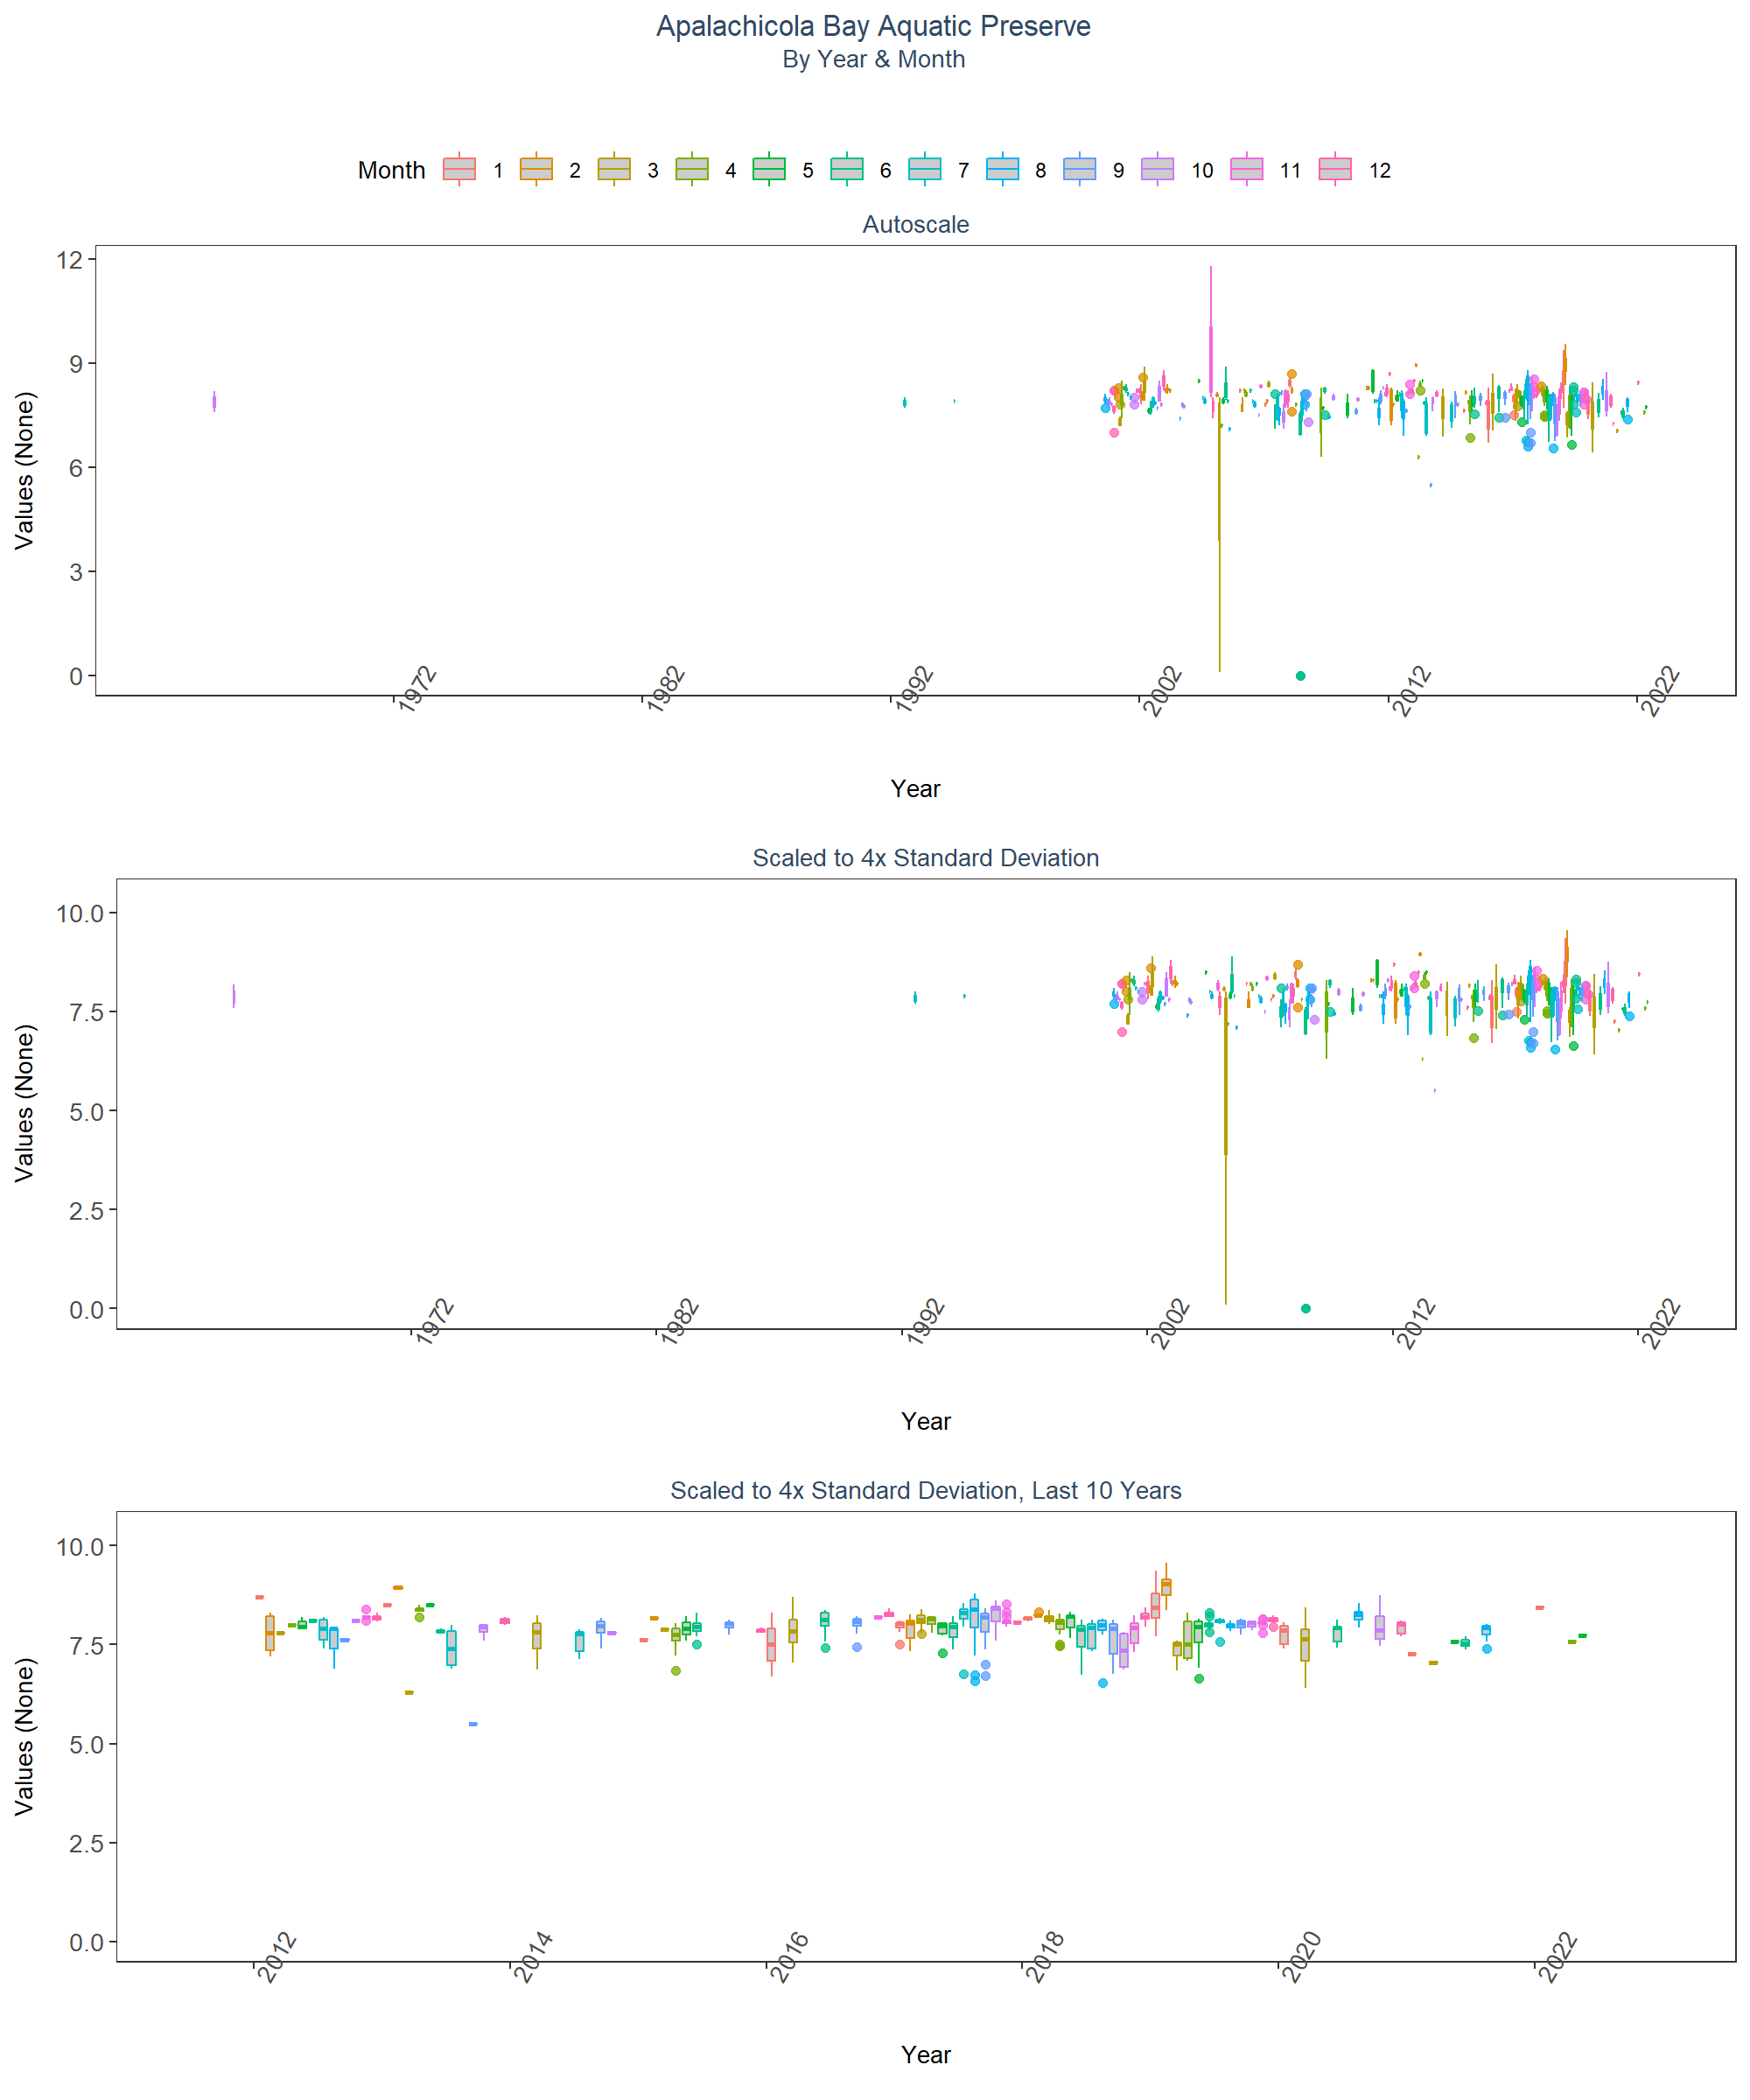 Apalachicola Bay Aquatic Preserve
By Year & Month
Month 1 2 3 4 5 6 7 8 9 10 11 12
Autoscale
Values (None)
12
9
6
3
0
1972 1982 1992 2002 2012 2022
Year
Scaled to 4x Standard Deviation
Values (None)
10.0
7.5
5.0
2.5
0.0
1972 1982 1992 2002 2012 2022
Year
Scaled to 4x Standard Deviation, Last 10 Years
Values (None)
10.0
7.5
5.0
2.5
0.0
2012 2014 2016 2018 2020 2022
Year